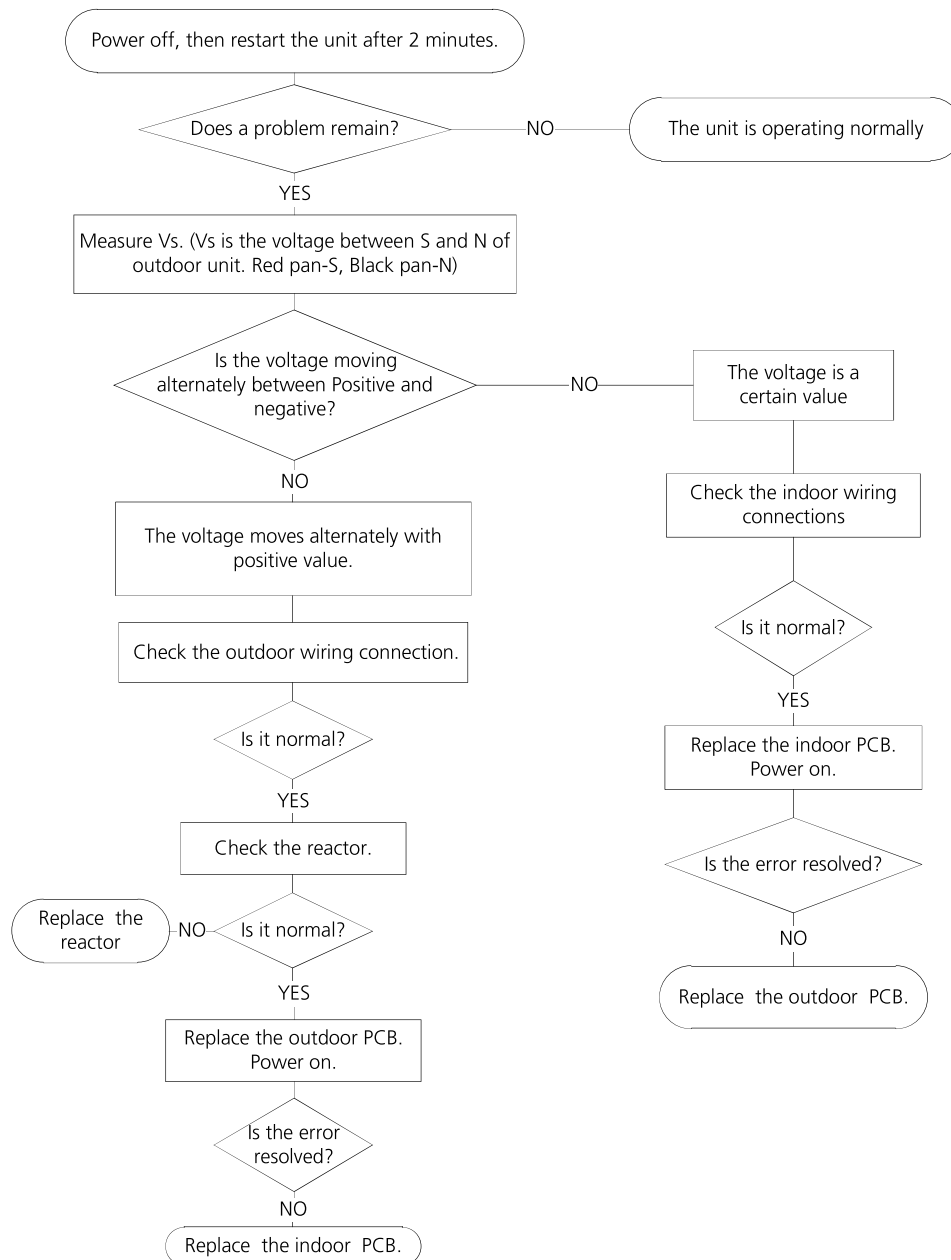 Power off, then restart the unit after 2 minutes.
Does a problem remain?
NO
The unit is operating normally
YES
Measure Vs. (Vs is the voltage between S and N of
outdoor unit. Red pan-S, Black pan-N)
Is the voltage moving
alternately between Positive and
negative?
NO
The voltage is a
certain value
NO
The voltage moves alternately with
positive value.
Check the outdoor wiring connection.
Is it normal?
YES
Check the reactor.
Is it normal?
NO
Replace the
reactor
YES
Replace the outdoor PCB.
Power on.
Is the error
resolved?
NO
Replace the indoor PCB.
Check the indoor wiring
connections
Is it normal?
YES
Replace the indoor PCB.
Power on.
Is the error resolved?
NO
Replace the outdoor PCB.